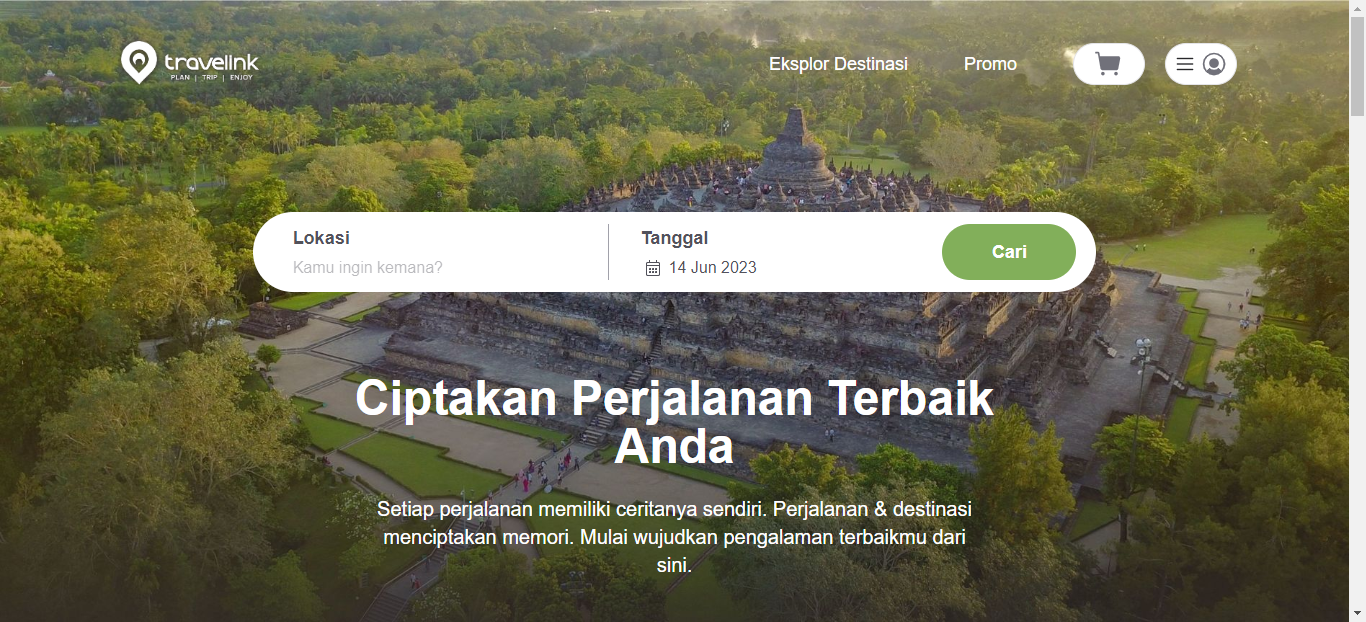 travelink
PLAN | TRIP | ENJOY
Eksplor Destinasi
Promo
Lokasi
Kamu ingin kemana?
Tanggal
14 Jun 2023
Cari
Ciptakan Perjalanan Terbaik
Anda
Setiap perjalanan memiliki ceritanya sendiri. Perjalanan & destinasi
menciptakan memori. Mulai wujudkan pengalaman terbaikmu dari
sini.